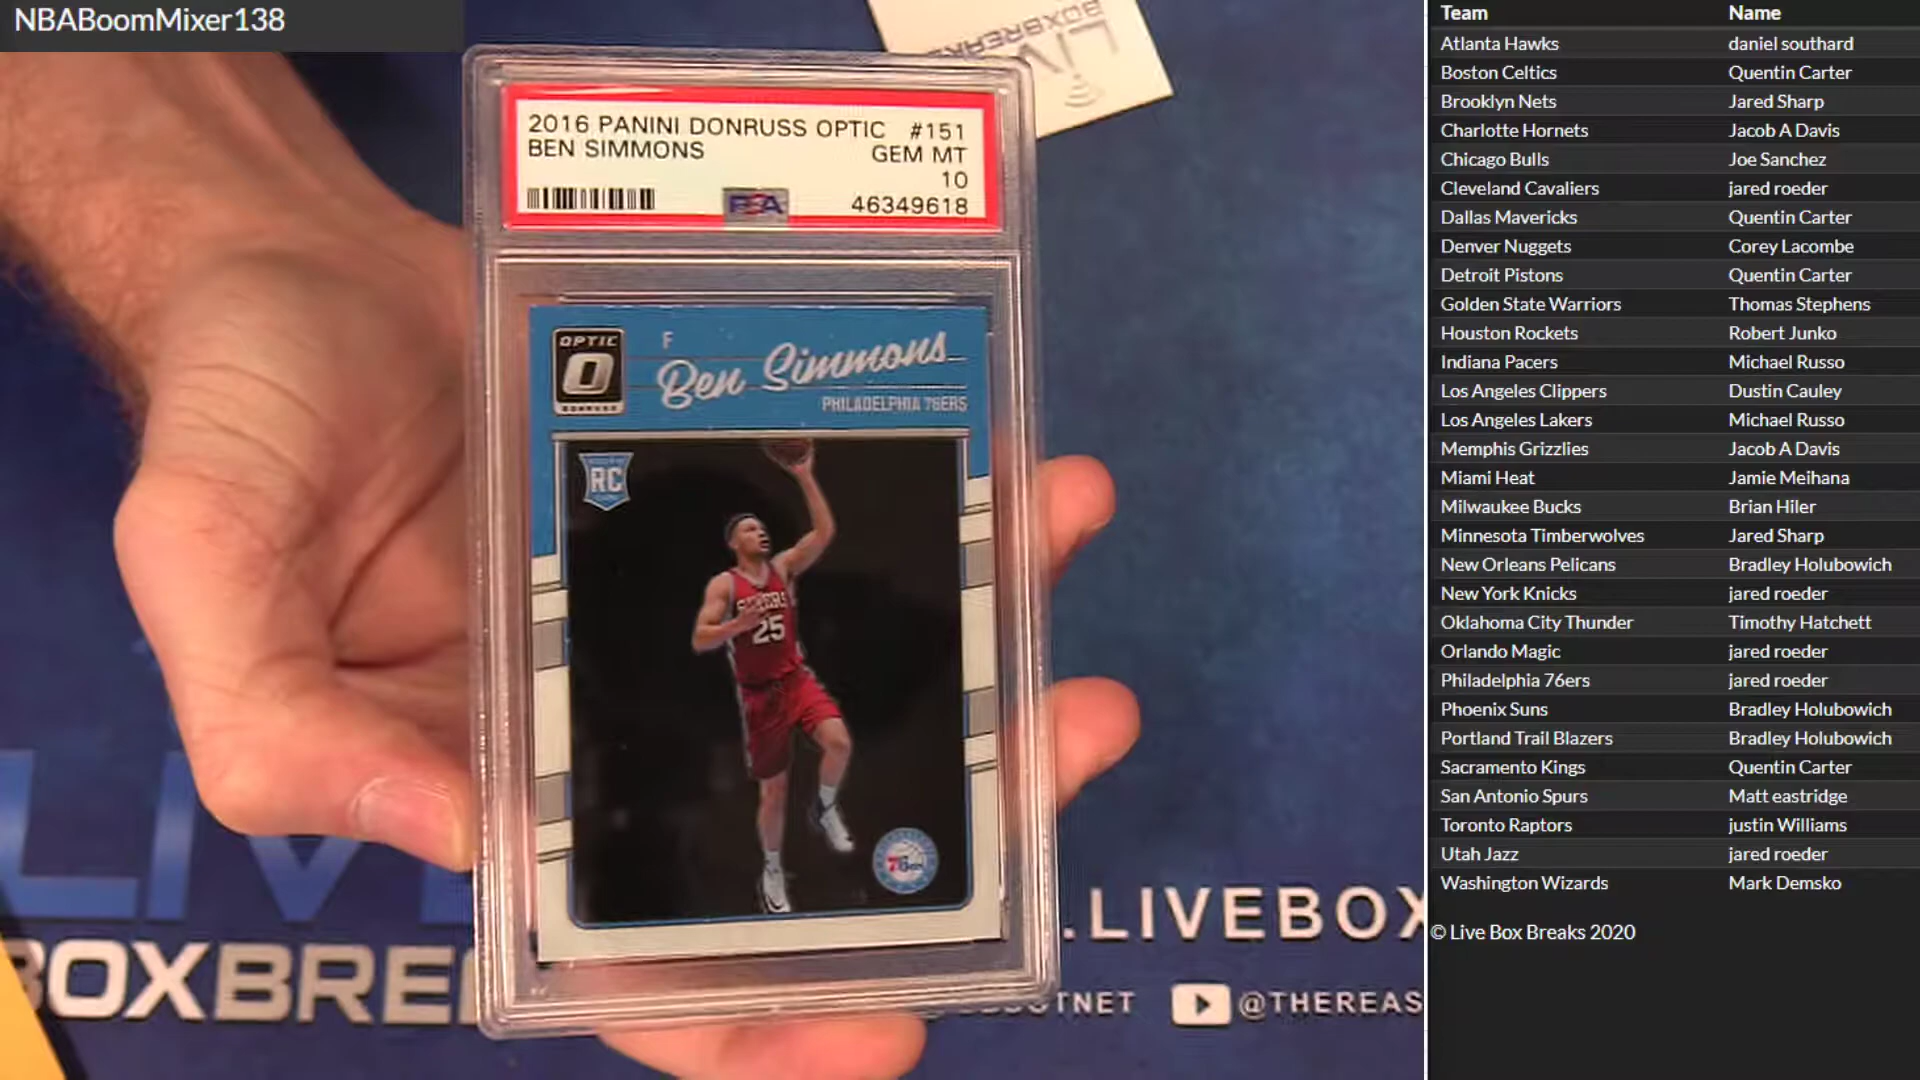 NBABoomMixer138
LIVE
BOXBREAKS
2016 PANINI DONRUSS OPTIC #151
BEN SIMMONS GEM MT
10
PSA 46349618
OPTIC
O
DONRUSS
F
Ben Simmons
PHILADELPHIA 76ERS
RC
SIXERS
25
76ers
LIV
BOXBRE
.LIVEBOX
@THEREAS
Team Name
Atlanta Hawks daniel southard
Boston Celtics Quentin Carter
Brooklyn Nets Jared Sharp
Charlotte Hornets Jacob A Davis
Chicago Bulls Joe Sanchez
Cleveland Cavaliers jared roeder
Dallas Mavericks Quentin Carter
Denver Nuggets Corey Lacombe
Detroit Pistons Quentin Carter
Golden State Warriors Thomas Stephens
Houston Rockets Robert Junko
Indiana Pacers Michael Russo
Los Angeles Clippers Dustin Cauley
Los Angeles Lakers Michael Russo
Memphis Grizzlies Jacob A Davis
Miami Heat Jamie Meihana
Milwaukee Bucks Brian Hiler
Minnesota Timberwolves Jared Sharp
New Orleans Pelicans Bradley Holubowich
New York Knicks jared roeder
Oklahoma City Thunder Timothy Hatchett
Orlando Magic jared roeder
Philadelphia 76ers jared roeder
Phoenix Suns Bradley Holubowich
Portland Trail Blazers Bradley Holubowich
Sacramento Kings Quentin Carter
San Antonio Spurs Matt eastridge
Toronto Raptors justin Williams
Utah Jazz jared roeder
Washington Wizards Mark Demsko
© Live Box Breaks 2020